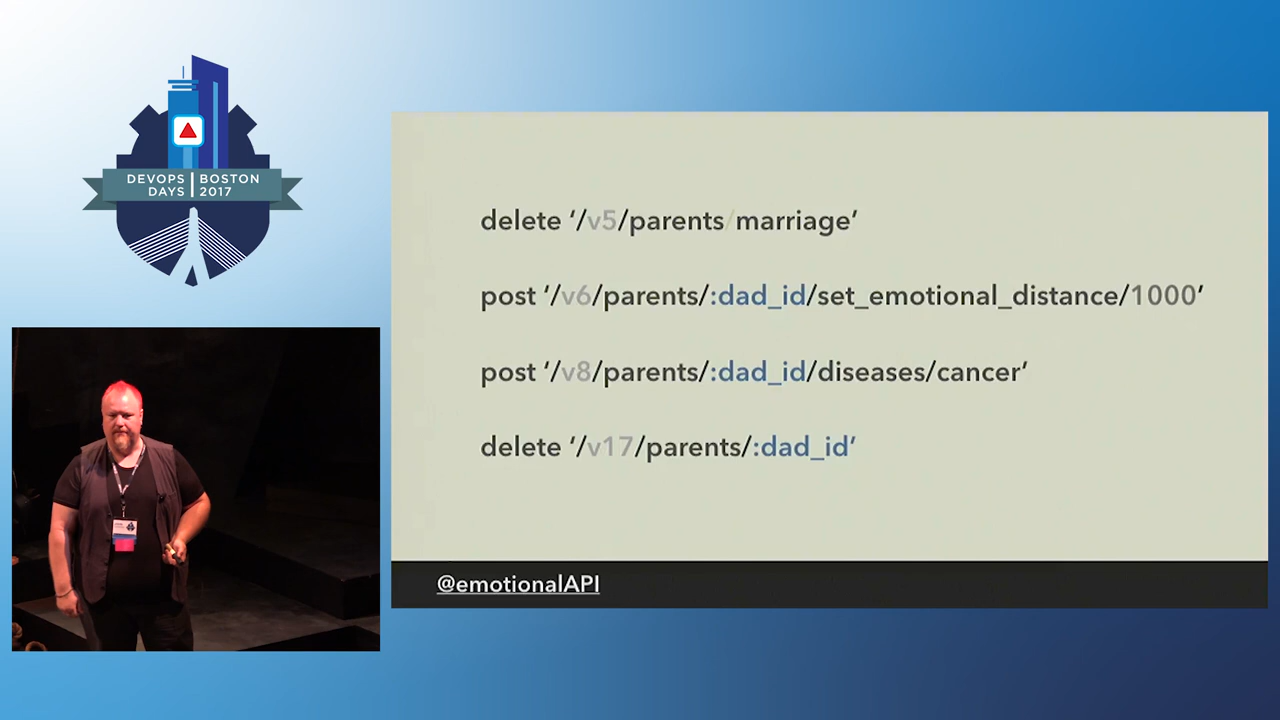 DEVOPS BOSTON
DAYS 2017
delete ‘/v5/parents/marriage’
post ‘/v6/parents/:dad_id/set_emotional_distance/1000‘
post ‘/v8/parents/:dad_id/diseases/cancer’
delete ‘/v17/parents/:dad_id’
@emotionalAPI